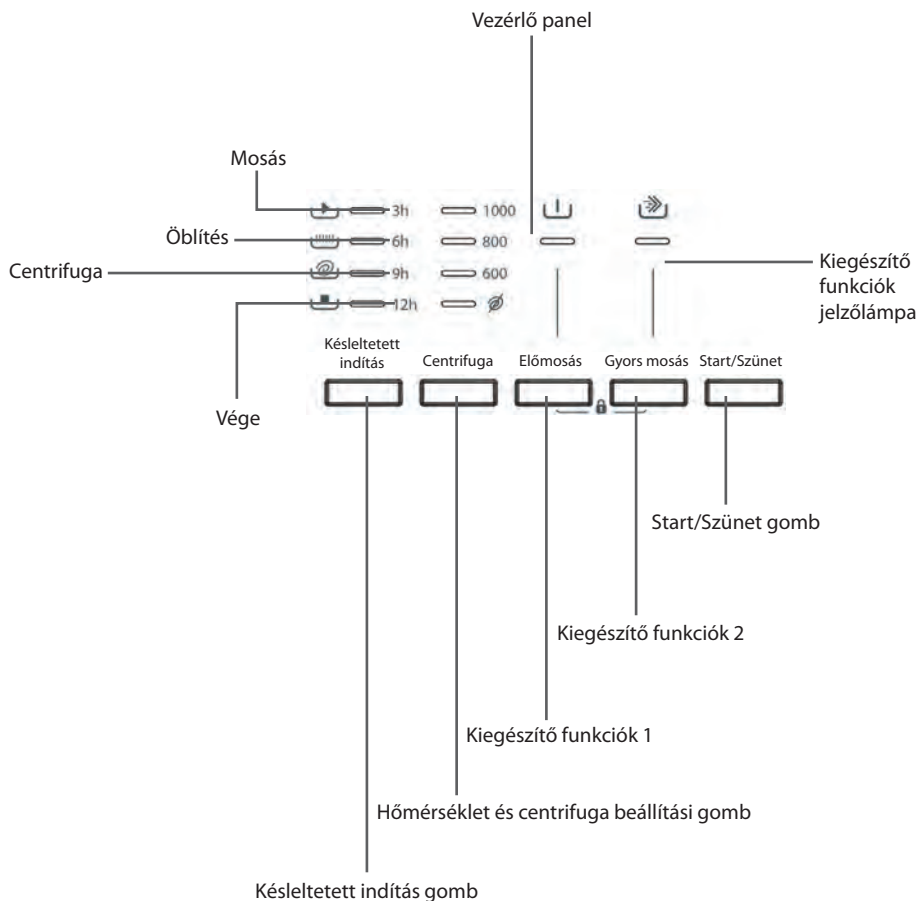 Vezérlő panel
Mosás
3h
1000
Öblítés
6h
800
Centrifuga
9h
600
Kiegészítő
funkciók
jelzőlámpa
12h
Késleltetett
indítás
Centrifuga
Előmosás
Gyors mosás
Start/Szünet
Vége
Start/Szünet gomb
Kiegészítő funkciók 2
Kiegészítő funkciók 1
Hőmérséklet és centrifuga beállítási gomb
Késleltetett indítás gomb